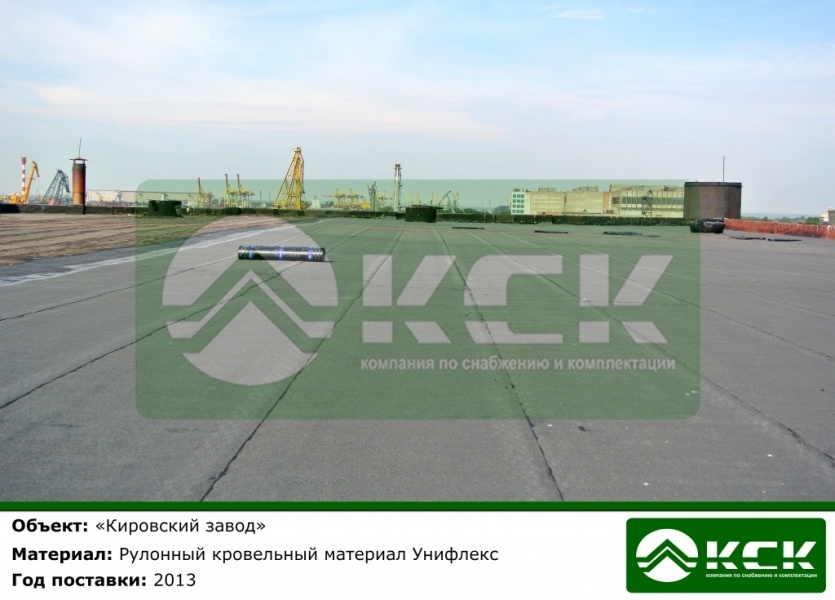 КСК
компания по снабжению и комплектации
Объект: «Кировский завод»
Материал: Рулонный кровельный материал Унифлекс
Год поставки: 2013
КСК
компания по снабжению и комплектации